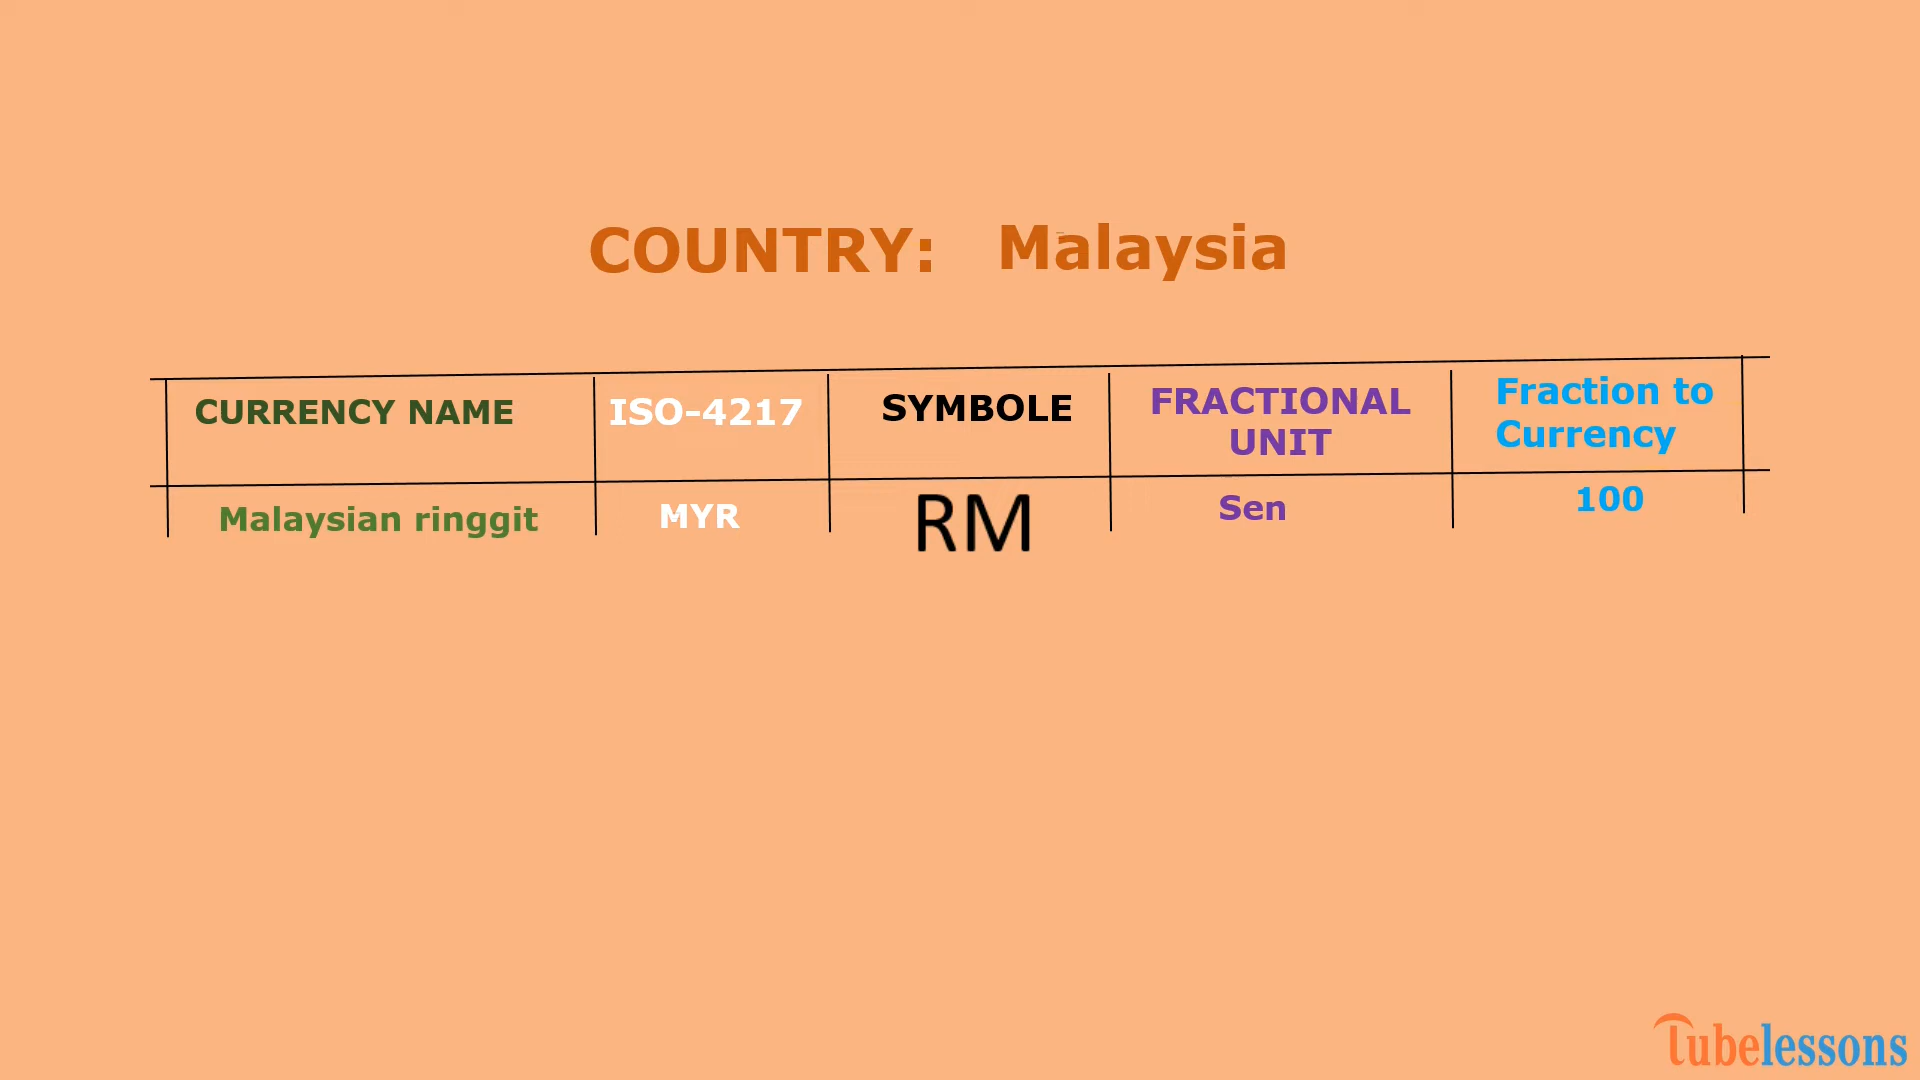 COUNTRY: Malaysia
CURRENCY NAME ISO-4217 SYMBOLE FRACTIONAL UNIT Fraction to Currency
Malaysian ringgit MYR RM Sen 100
Tubelessons